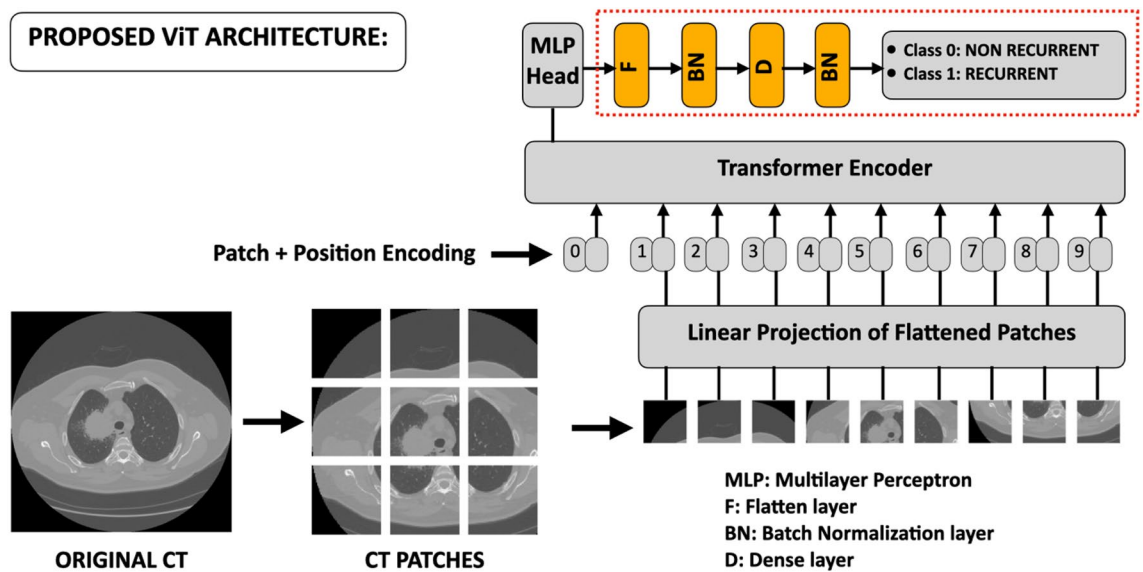 PROPOSED ViT ARCHITECTURE:
MLP
Head
F
BN
D
BN
• Class 0: NON RECURRENT
• Class 1: RECURRENT
Transformer Encoder
Patch + Position Encoding
0 1 2 3 4 5 6 7 8 9
Linear Projection of Flattened Patches
ORIGINAL CT
CT PATCHES
MLP: Multilayer Perceptron
F: Flatten layer
BN: Batch Normalization layer
D: Dense layer